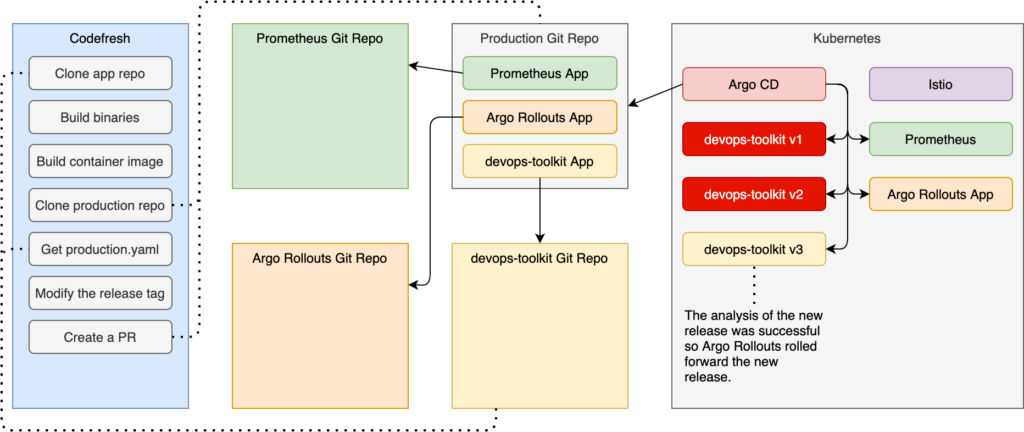 Codefresh
Clone app repo
Build binaries
Build container image
Clone production repo
Get production.yaml
Modify the release tag
Create a PR
Prometheus Git Repo
Argo Rollouts Git Repo
Production Git Repo
Prometheus App
Argo Rollouts App
devops-toolkit App
devops-toolkit Git Repo
Kubernetes
Argo CD
devops-toolkit v1
devops-toolkit v2
devops-toolkit v3
Istio
Prometheus
Argo Rollouts App
The analysis of the new
release was successful
so Argo Rollouts rolled
forward the new
release.